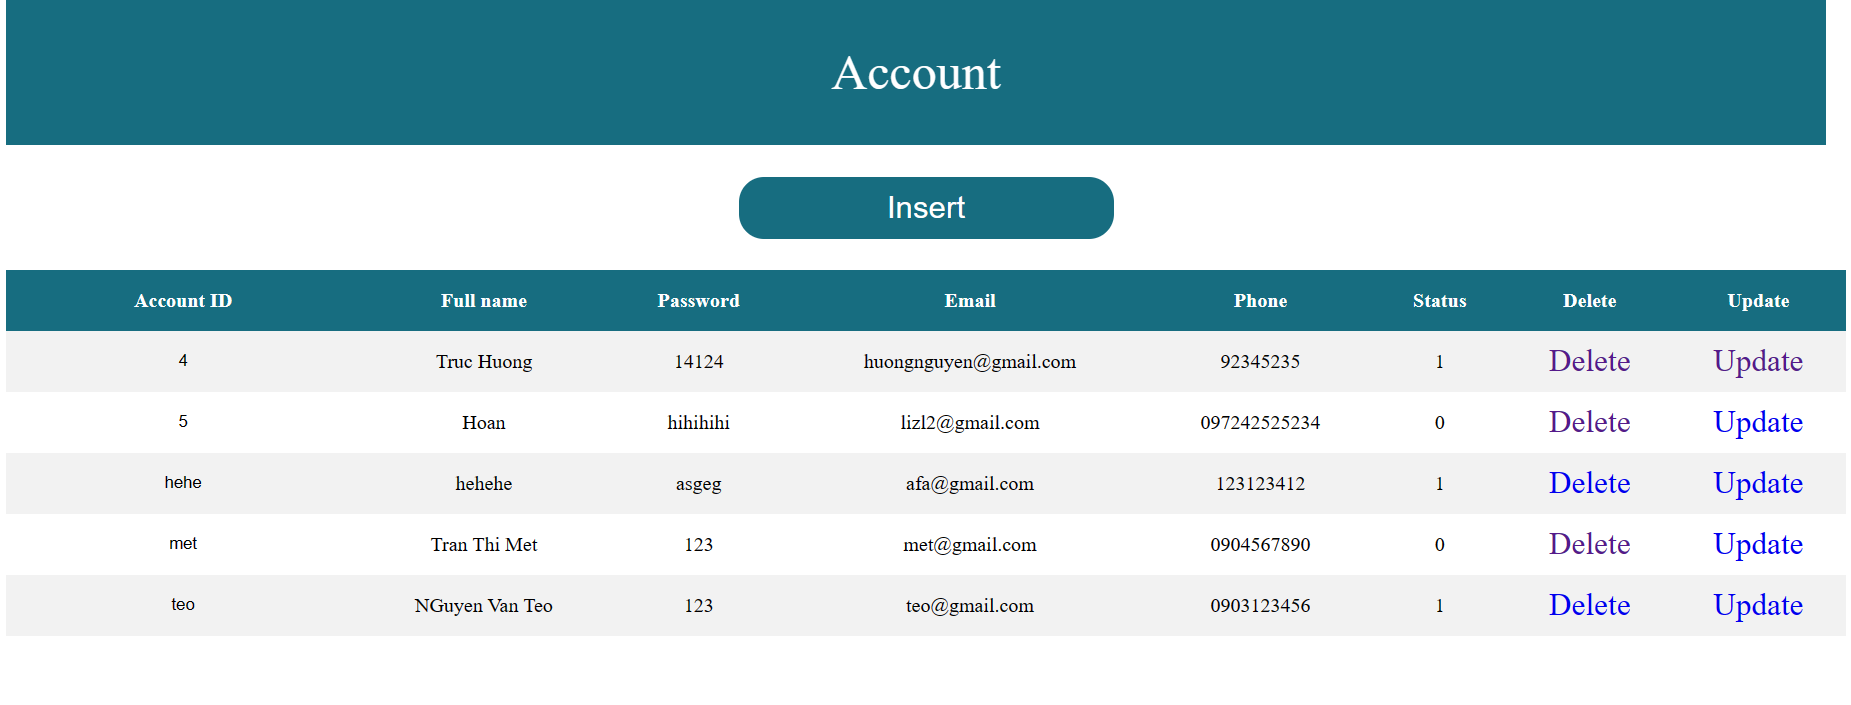 Account
Insert
Account ID Full name Password Email Phone Status Delete Update
4 Truc Huong 14124 huongnguyen@gmail.com 92345235 1 Delete Update
5 Hoan hihihihi lizl2@gmail.com 097242525234 0 Delete Update
hehe hehehe asgeg afa@gmail.com 123123412 1 Delete Update
met Tran Thi Met 123 met@gmail.com 0904567890 0 Delete Update
teo NGuyen Van Teo 123 teo@gmail.com 0903123456 1 Delete Update